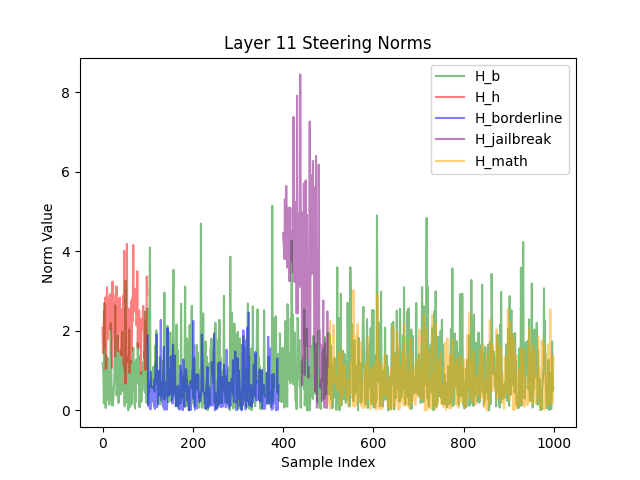 Layer 11 Steering Norms
H_b
H_h
H_borderline
H_jailbreak
H_math
Norm Value
8
6
4
2
0
0 200 400 600 800 1000
Sample Index